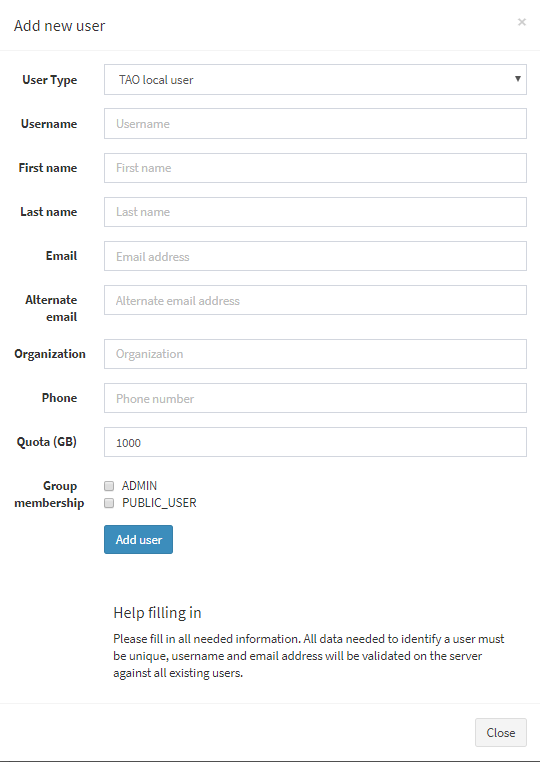 Add new user ×
User Type TAO local user
Username Username
First name First name
Last name Last name
Email Email address
Alternate
email
Alternate email address
Organization Organization
Phone Phone number
Quota (GB) 1000
Group
membership
ADMIN
PUBLIC_USER
Add user
Help filling in
Please fill in all needed information. All data needed to identify a user must
be unique, username and email address will be validated on the server
against all existing users.
Close